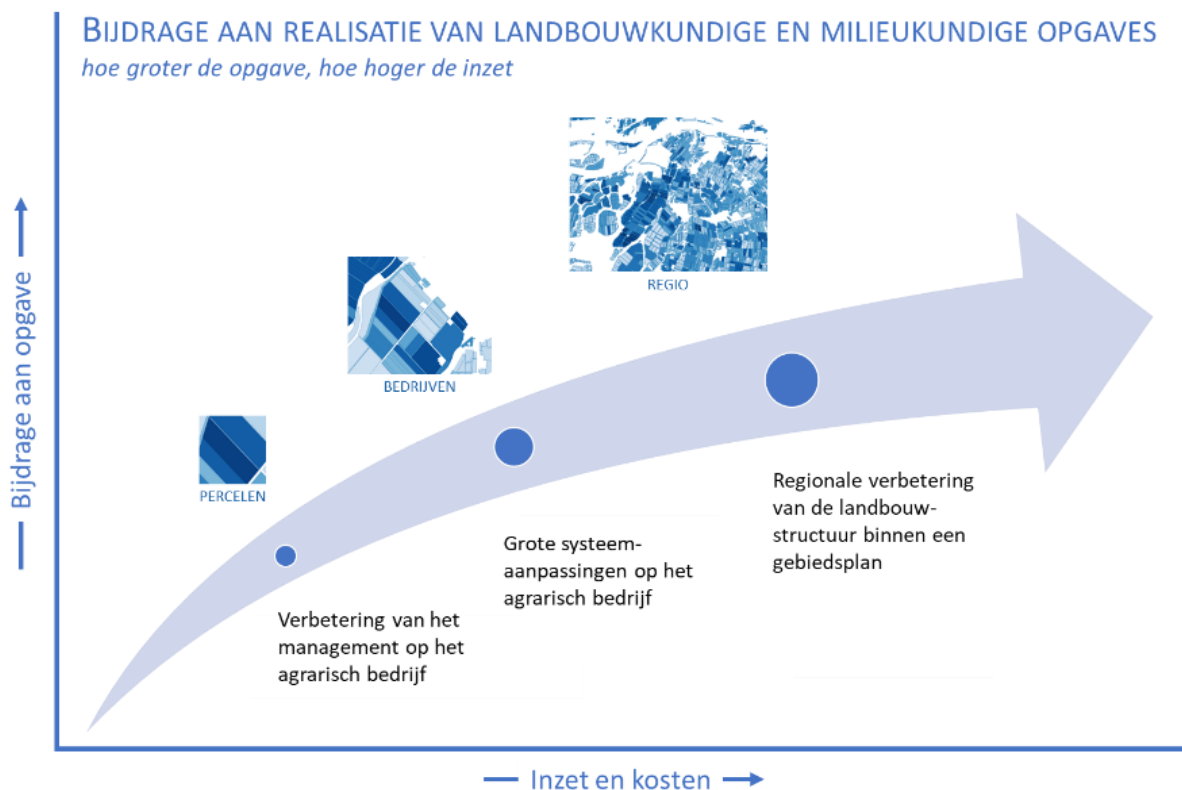 BIJDRAGE AAN REALISATIE VAN LANDBOUWKUNDIGE EN MILIEUKUNDIGE OPGAVES
hoe groter de opgave, hoe hoger de inzet
REGIO
BEDRIJVEN
PERCELEN
Bijdrage aan opgave
Verbetering van het
management op het
agrarisch bedrijf
Grote systeem-
aanpassingen op het
agrarisch bedrijf
Regionale verbetering
van de landbouw-
structuur binnen een
gebiedsplan
Inzet en kosten